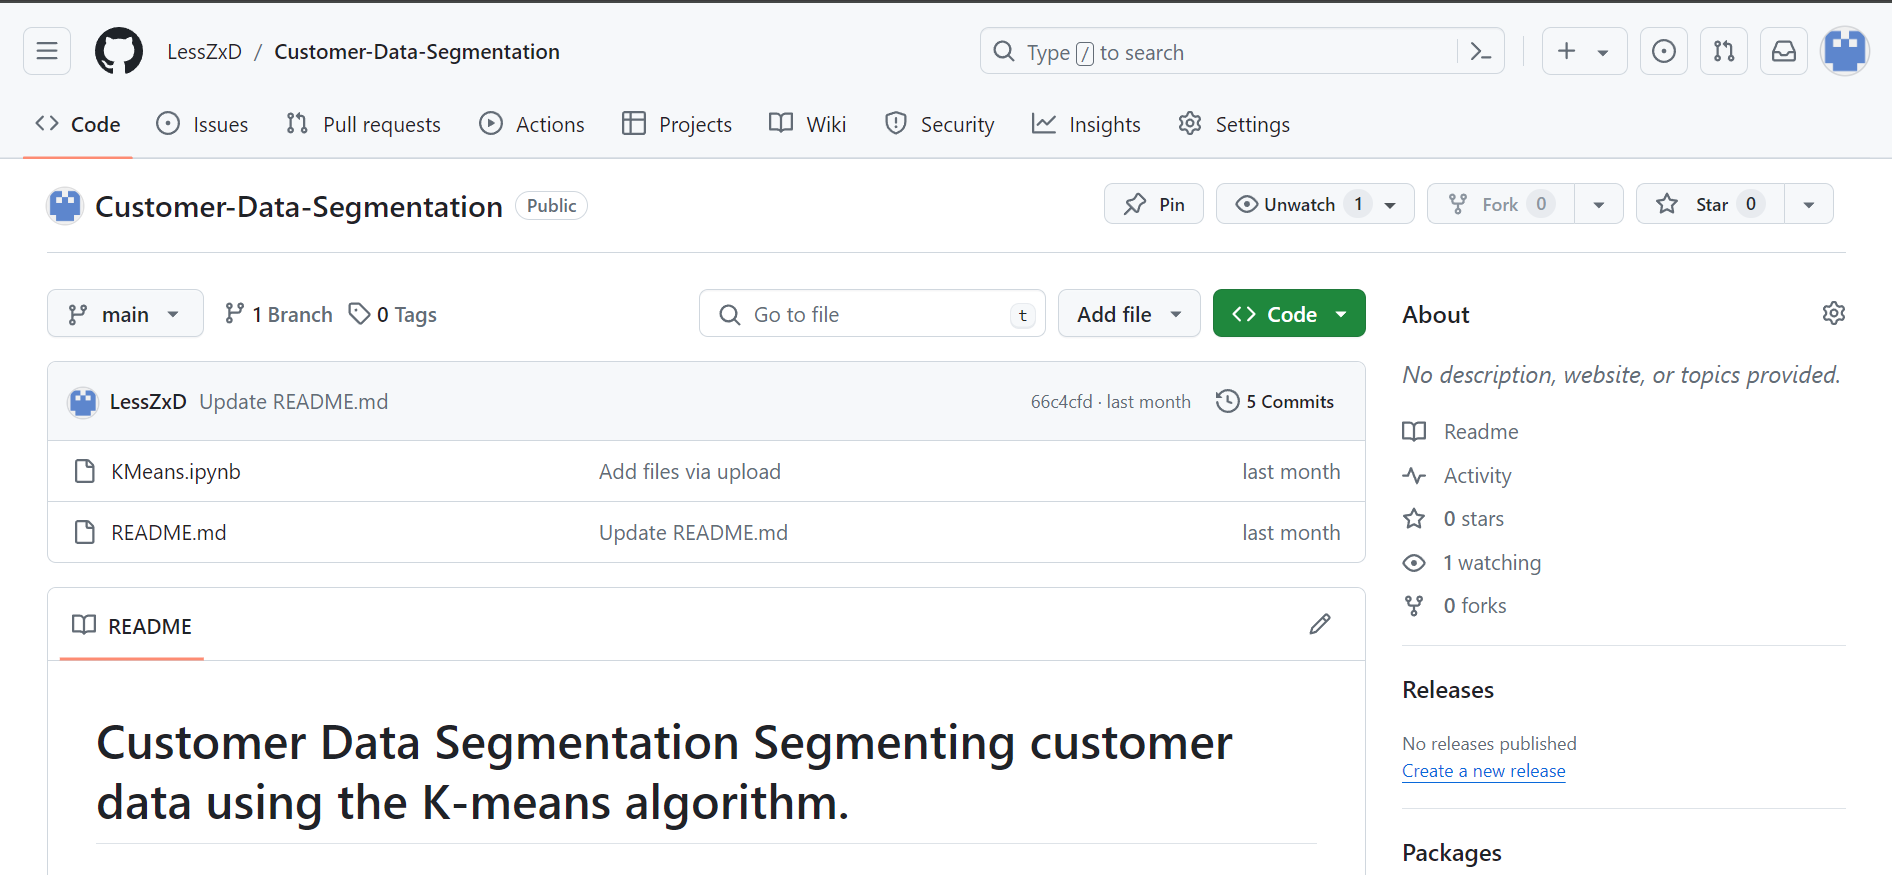 LessZxD / Customer-Data-Segmentation
Type / to search
Code
Issues
Pull requests
Actions
Projects
Wiki
Security
Insights
Settings
Customer-Data-Segmentation
Public
Pin
Unwatch 1
Fork 0
Star 0
main
1 Branch
0 Tags
Go to file
t
Add file
Code
LessZxD Update README.md
66c4cfd · last month
5 Commits
KMeans.ipynb
Add files via upload
last month
README.md
Update README.md
last month
README
Customer Data Segmentation Segmenting customer
data using the K-means algorithm.
About
No description, website, or topics provided.
Readme
Activity
0 stars
1 watching
0 forks
Releases
No releases published
Create a new release
Packages